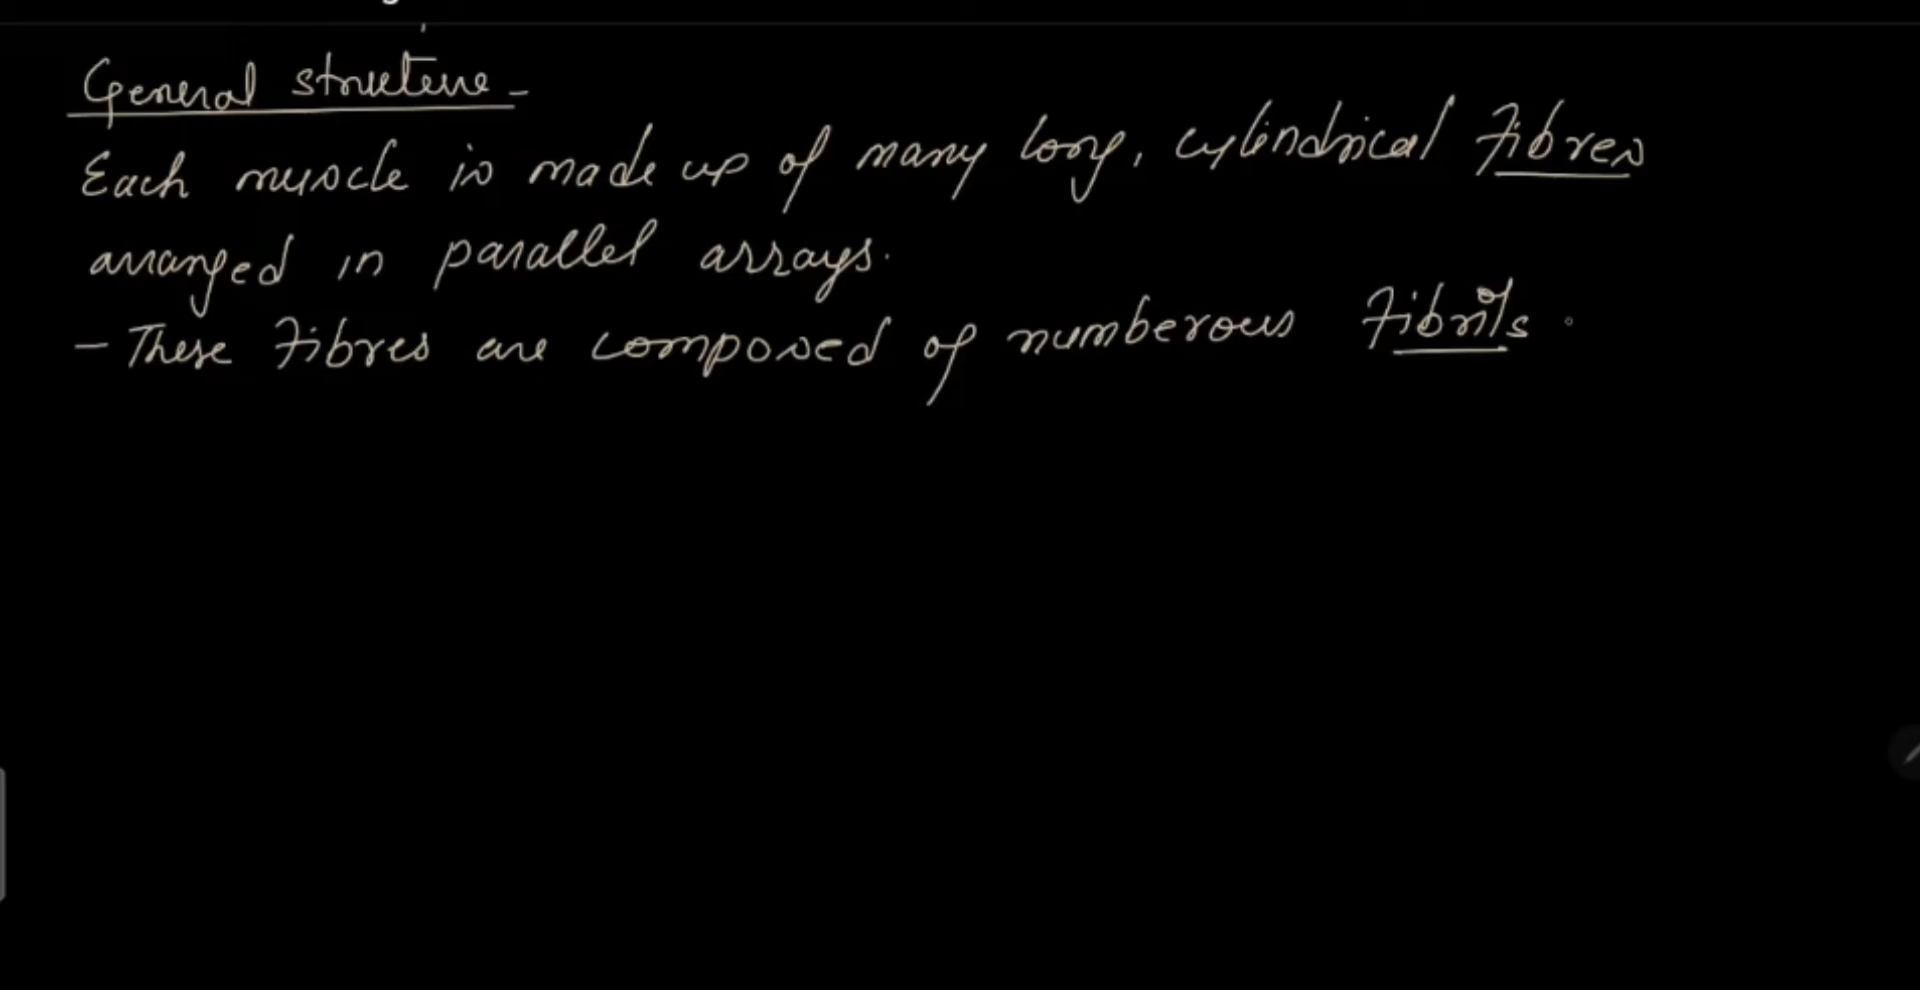 General structure -
Each muscle is made up of many long, cylindrical fibres
arranged in parallel arrays.
- These fibres are composed of numberous fibrils.